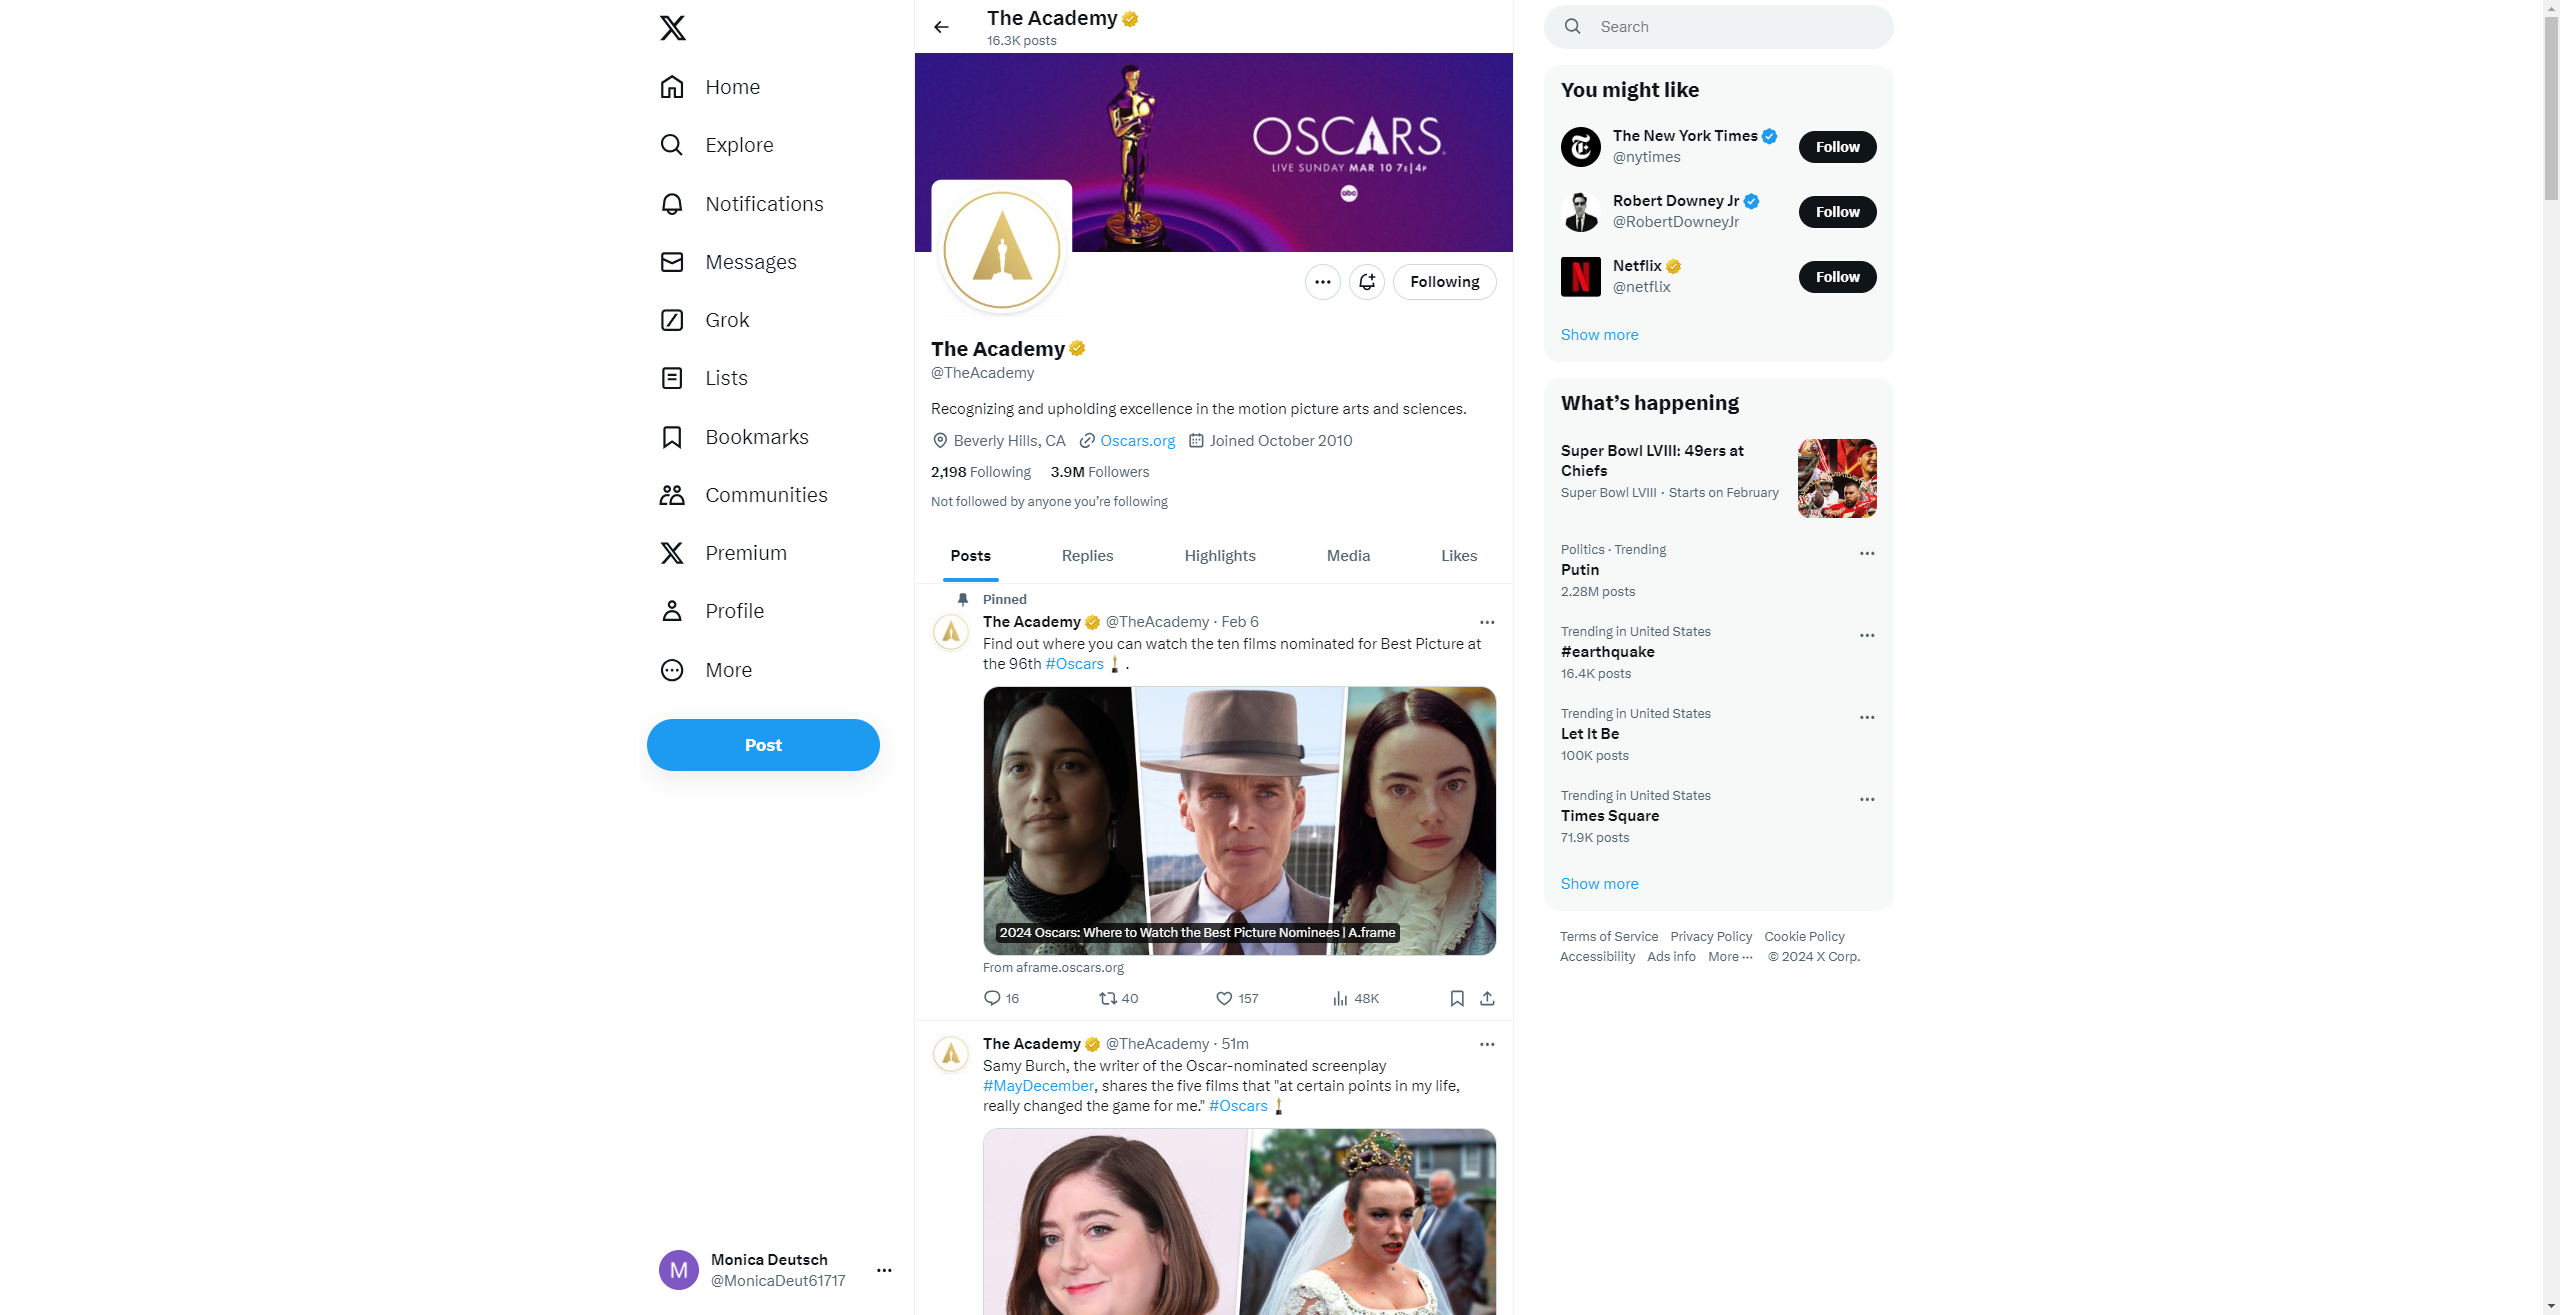 Home
Explore
Notifications
Messages
Grok
Lists
Bookmarks
Communities
Premium
Profile
More
Post
M
Monica Deutsch
@MonicaDeut61717
The Academy
16.3K posts
OSCARS
LIVE SUNDAY MAR 10 7E|4P
abc
Following
The Academy
@TheAcademy
Recognizing and upholding excellence in the motion picture arts and sciences.
Beverly Hills, CA Oscars.org Joined October 2010
2,198 Following 3.9M Followers
Not followed by anyone you’re following
Posts Replies Highlights Media Likes
Pinned
The Academy @TheAcademy · Feb 6
Find out where you can watch the ten films nominated for Best Picture at
the 96th #Oscars .
2024 Oscars: Where to Watch the Best Picture Nominees | A.frame
From aframe.oscars.org
16 40 157 48K
The Academy @TheAcademy · 51m
Samy Burch, the writer of the Oscar-nominated screenplay
#MayDecember, shares the five films that "at certain points in my life,
really changed the game for me." #Oscars
Search
You might like
The New York Times
@nytimes
Follow
Robert Downey Jr
@RobertDowneyJr
Follow
Netflix
@netflix
Follow
Show more
What’s happening
Super Bowl LVIII: 49ers at
Chiefs
Super Bowl LVIII · Starts on February
Politics · Trending
Putin
2.28M posts
Trending in United States
#earthquake
16.4K posts
Trending in United States
Let It Be
100K posts
Trending in United States
Times Square
71.9K posts
Show more
Terms of Service Privacy Policy Cookie Policy
Accessibility Ads info More ··· © 2024 X Corp.